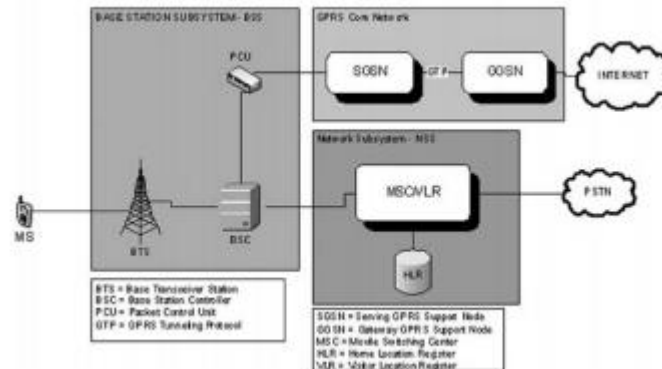 BASE STATION SUBSYSTEM - BSS
GPRS Core Network
PCU
SGSN
GTP
GGSN
INTERNET
Network Subsystem - NSS
MSC/VLR
PSTN
MS
BTS
BSC
HLR
BTS = Base Transceiver Station
BSC = Base Station Controller
PCU = Packet Control Unit
GTP = GPRS Tunneling Protocol
SGSN = Serving GPRS Support Node
GGSN = Gateway GPRS Support Node
MSC = Mobile Switching Center
HLR = Home Location Register
VLR = Visitor Location Register